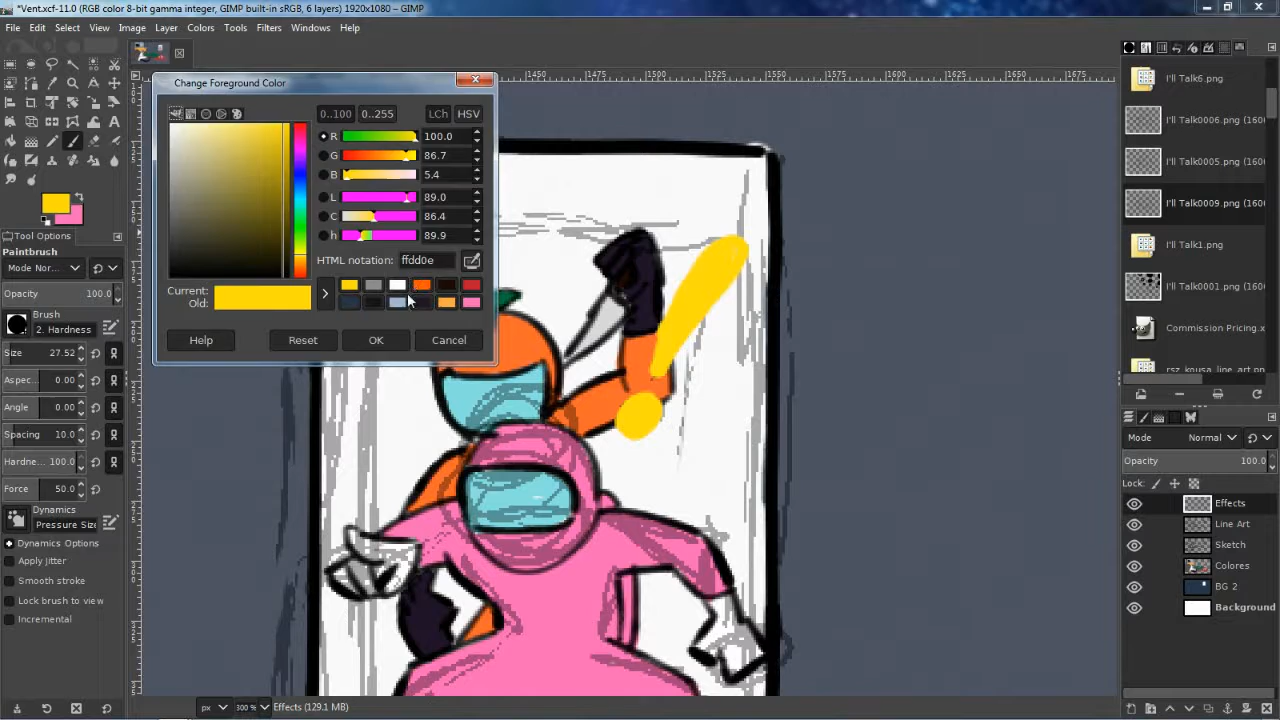 *Vent.xcf-11.0 (RGB color 8-bit gamma integer, GIMP built-in sRGB, 6 layers) 1920x1080 – GIMP
File Edit Select View Image Layer Colors Tools Filters Windows Help
Change Foreground Color
0..100 0..255 LCh HSV
R 100.0
G 86.7
B 5.4
L 89.0
C 86.4
h 89.9
HTML notation: ffdd0e
Current:
Old:
Help Reset OK Cancel
1450 1475 1500 1525 1550 1575 1600 1625 1650 1675
Tool Options
Paintbrush
Mode Nor...
Opacity 100.0
Brush
2. Hardness
Size 27.52
Aspec... 0.00
Angle 0.00
Spacing 10.0
Hardne... 100.0
Force 50.0
Dynamics
Pressure Size
Dynamics Options
Apply Jitter
Smooth stroke
Lock brush to view
Incremental
I'll Talk6.png
I'll Talk0006.png (160
I'll Talk0005.png (160
I'll Talk0009.png (160
I'll Talk1.png
I'll Talk0001.png (160
Commission Pricing.x
rsz_kousa_line_art.pn
Mode Normal
Opacity 100.0
Lock:
Effects
Line Art
Sketch
Colores
BG 2
Background
px 300 % Effects (129.1 MB)